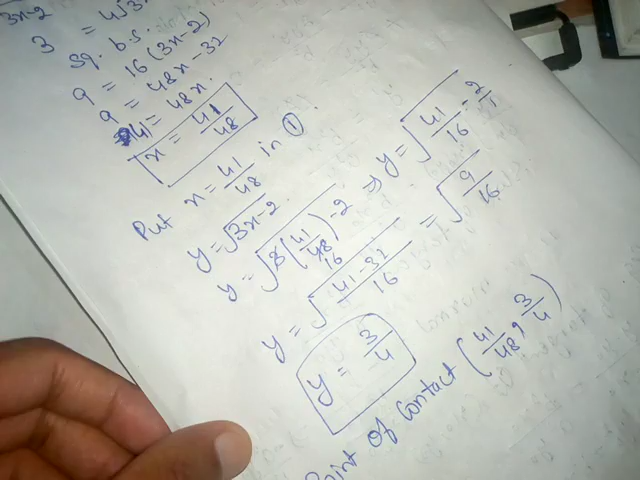 3x-2
3 = 4√3x
Sq. b.s.
9 = 16(3x-2)
9 = 48x-32
41 = 48x.
x = 41/48
Put x = 41/48 in ①.
y = √3x-2
y = √3(41/48)-2 ⇒ y = √41/16 - 2/1
16
y = √41-32/16 = √9/16
y = 3/4
Point of Contact (41/48, 3/4)